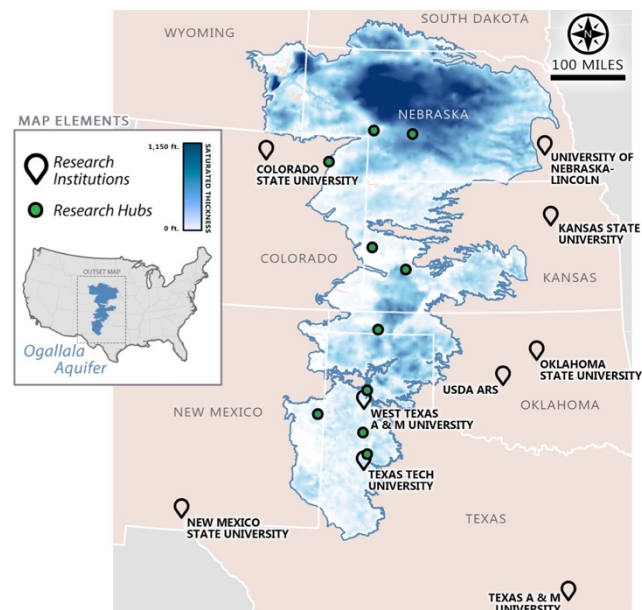 SOUTH DAKOTA
WYOMING
100 MILES
NEBRASKA
MAP ELEMENTS
1,150 ft.
SATURATED THICKNESS
0 ft.
Research
Institutions
Research Hubs
OUTSET MAP
Ogallala
Aquifer
COLORADO
STATE UNIVERSITY
UNIVERSITY OF
NEBRASKA-
LINCOLN
KANSAS STATE
UNIVERSITY
COLORADO
KANSAS
OKLAHOMA
STATE UNIVERSITY
USDA ARS
OKLAHOMA
NEW MEXICO
WEST TEXAS
A & M UNIVERSITY
TEXAS TECH
UNIVERSITY
NEW MEXICO
STATE UNIVERSITY
TEXAS
TEXAS A & M
UNIVERSITY